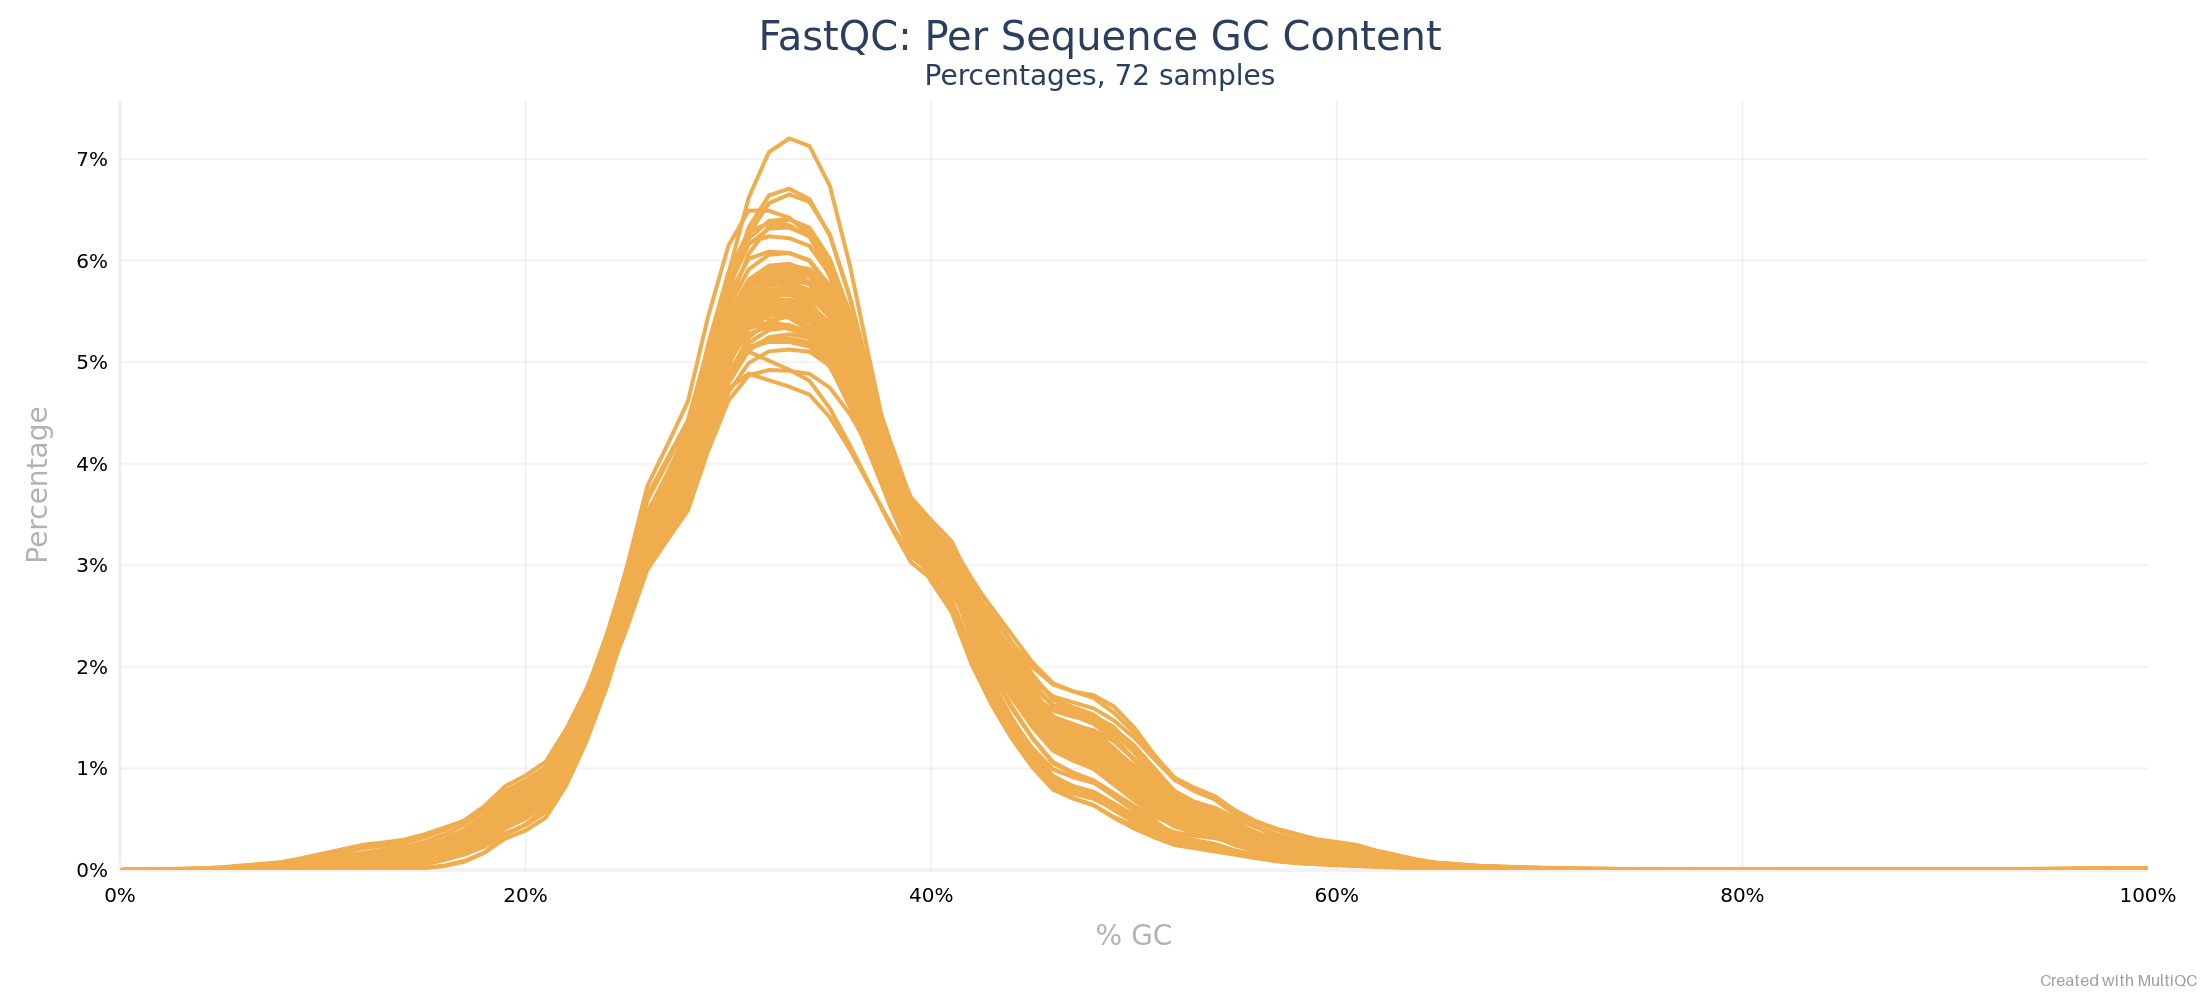 FastQC: Per Sequence GC Content
Percentages, 72 samples
7%
6%
5%
4%
3%
2%
1%
0%
Percentage
0%
20%
40%
60%
80%
100%
% GC
Created with MultiQC